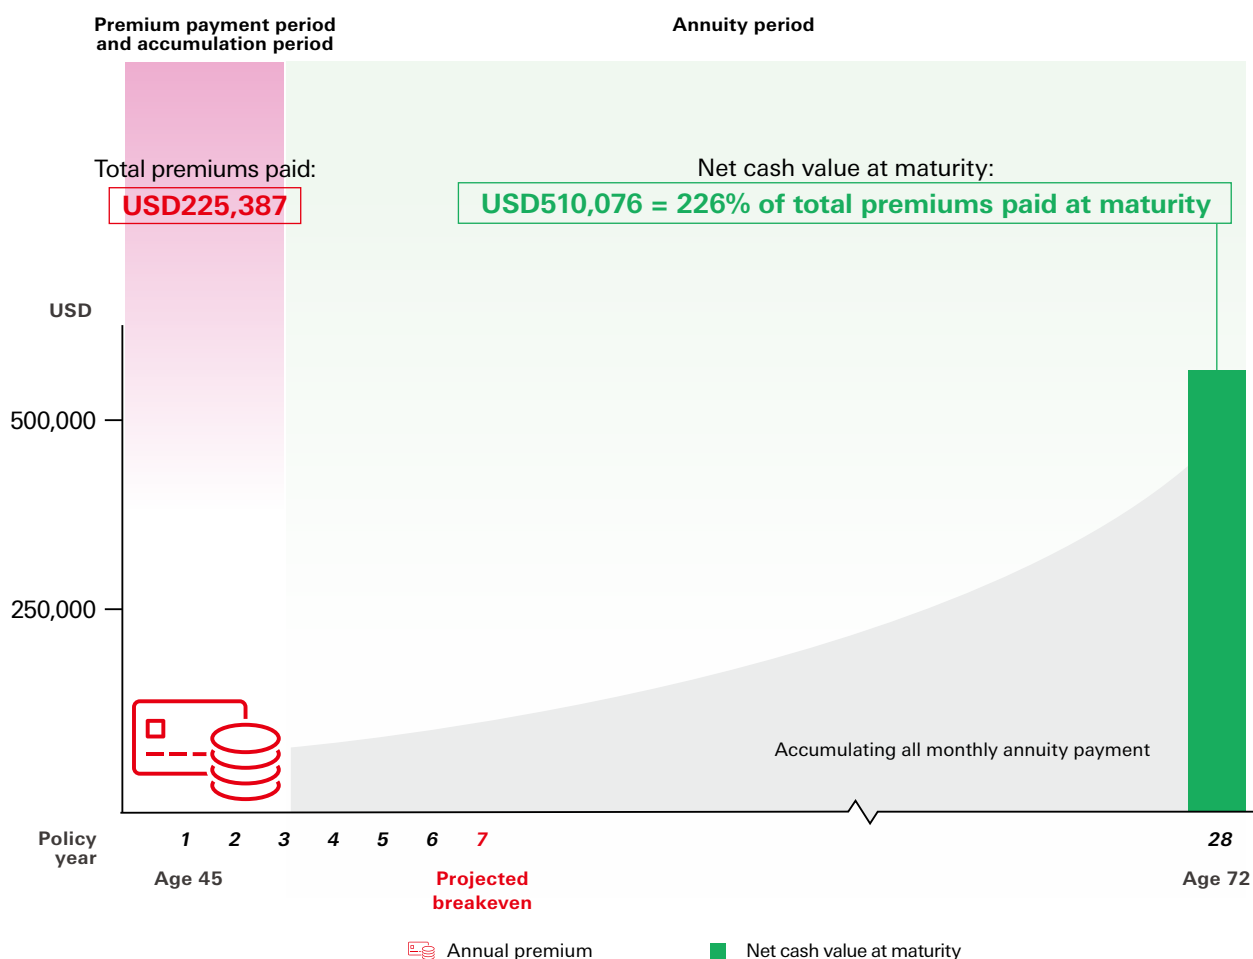 Premium payment period
and accumulation period
Annuity period
Total premiums paid:
USD225,387
Net cash value at maturity:
USD510,076 = 226% of total premiums paid at maturity
USD
500,000
250,000
Accumulating all monthly annuity payment
Policy
year
1 2 3 4 5 6 7 28
Age 45
Projected
breakeven
Age 72
Annual premium
Net cash value at maturity